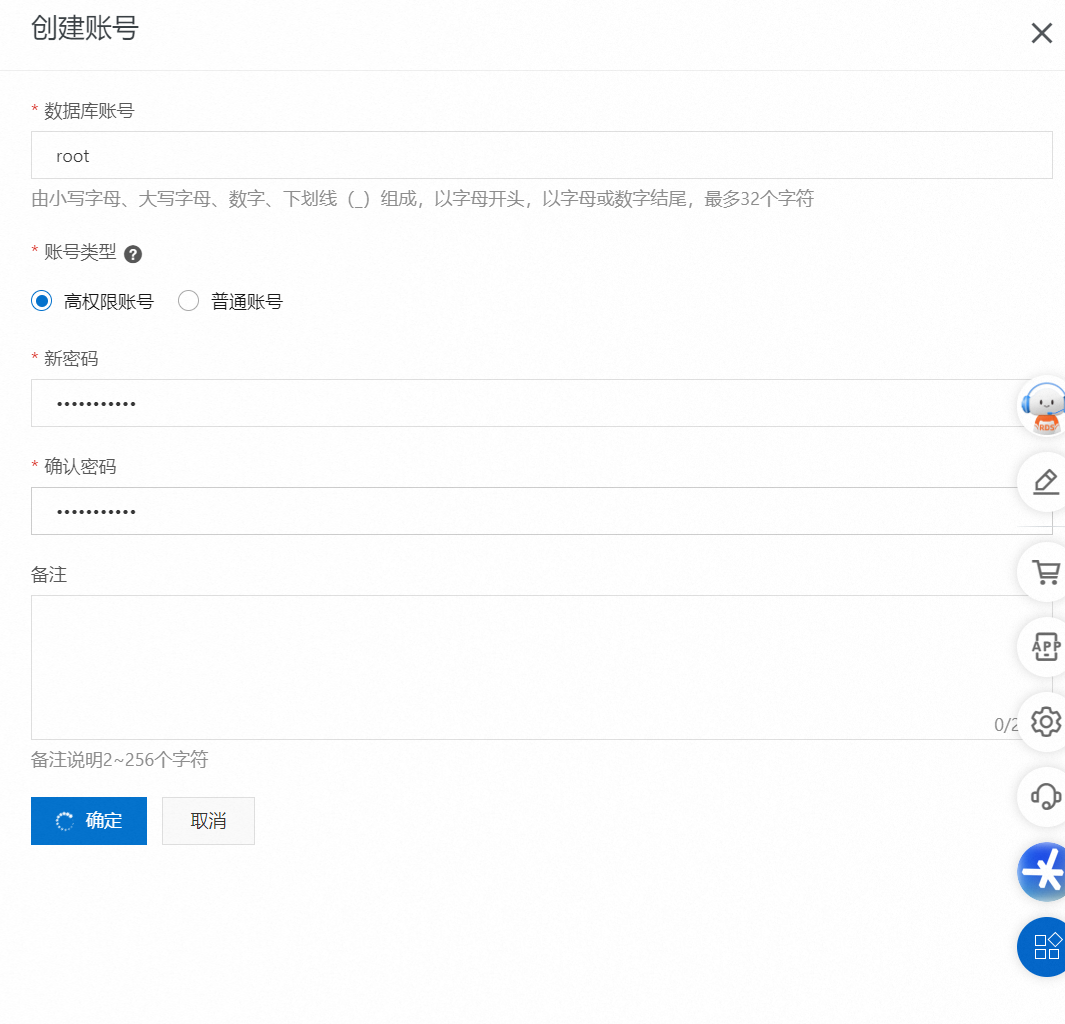 创建账号
* 数据库账号
root
由小写字母、大写字母、数字、下划线（_）组成，以字母开头，以字母或数字结尾，最多32个字符
* 账号类型 ?
高权限账号 普通账号
* 新密码
•••••••••••
* 确认密码
•••••••••••
备注
0/2
备注说明2~256个字符
确定 取消
RDS
APP